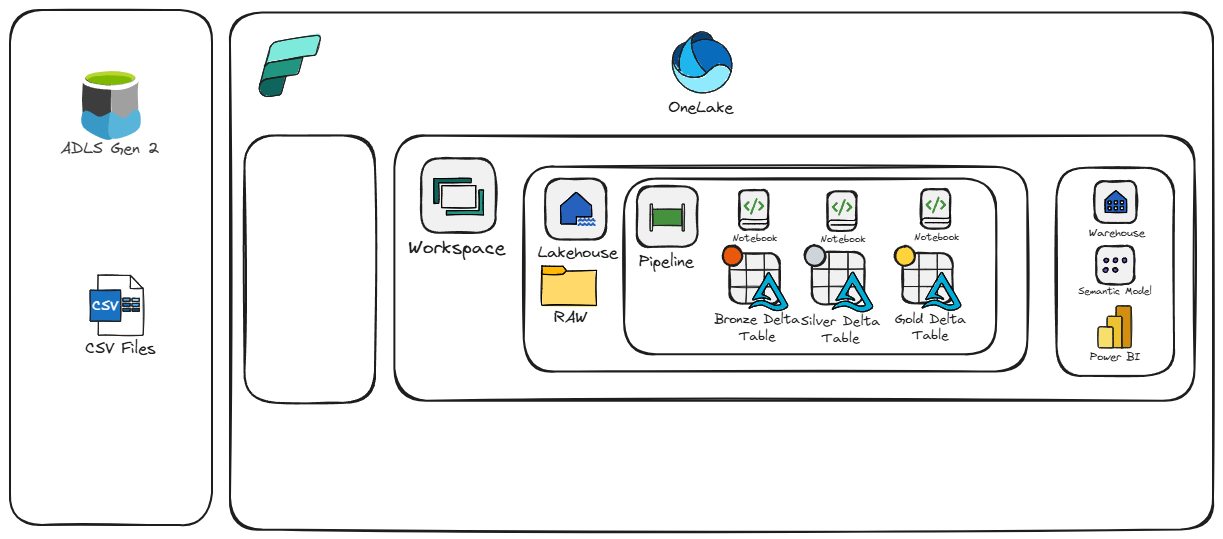 OneLake
ADLS Gen 2
CSV
CSV Files
Workspace
Lakehouse
RAW
Pipeline
Notebook
Notebook
Notebook
Bronze Delta
Table
Silver Delta
Table
Gold Delta
Table
Warehouse
Semantic Model
Power BI